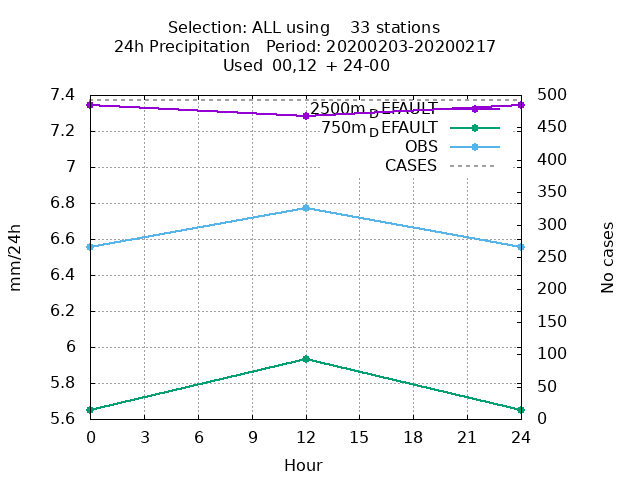 Selection: ALL using    33 stations
24h Precipitation   Period: 20200203-20200217
Used  00,12  + 24-00
7.4
7.2
7
6.8
6.6
6.4
6.2
6
5.8
5.6
mm/24h
500
450
400
350
300
250
200
150
100
50
0
No cases
2500m_DEFAULT
750m_DEFAULT
OBS
CASES
0 3 6 9 12 15 18 21 24
Hour